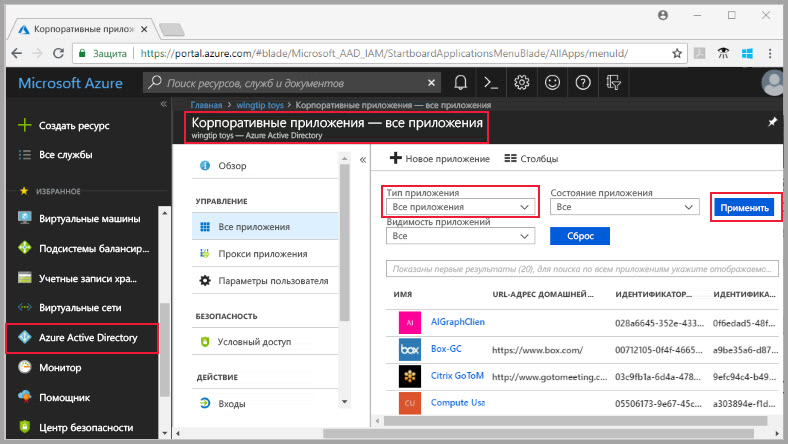 Корпоративные прилож
Защита
https://portal.azure.com/#blade/Microsoft_AAD_IAM/StartboardApplicationsMenuBlade/AllApps/menuId/
Microsoft Azure
Поиск ресурсов, служб и документов
Главная > wingtip toys > Корпоративные приложения — все приложения
Корпоративные приложения — все приложения
wingtip toys — Azure Active Directory
Создать ресурс
Все службы
ИЗБРАННОЕ
Виртуальные машины
Подсистемы балансир...
Учетные записи хра...
Виртуальные сети
Azure Active Directory
Монитор
Помощник
Центр безопасности
Обзор
УПРАВЛЕНИЕ
Все приложения
Прокси приложения
Параметры пользователя
БЕЗОПАСНОСТЬ
Условный доступ
ДЕЙСТВИЕ
Входы
Новое приложение
Столбцы
Тип приложения
Состояние приложения
Все приложения
Все
Применить
Видимость приложений
Все
Сброс
Показаны первые результаты (20), для поиска по всем приложениям укажите отображаемо...
ИМЯ
URL-АДРЕС ДОМАШНЕЙ...
ИДЕНТИФИКАТОР...
ИДЕНТИФИКА...
AI
AIGraphClien
028a6645-352e-433...
0f6edad5-48f...
box
Box-GC
https://www.box.com/
00712105-0f4f-4665...
a9be35a6-d87...
Citrix GoToM
http://www.gotomeeting.c...
03c9fb1a-6d4a-478...
9efc94c4-b49...
CU
Compute Usa
05506173-9e67-45c...
a303894e-f1d...